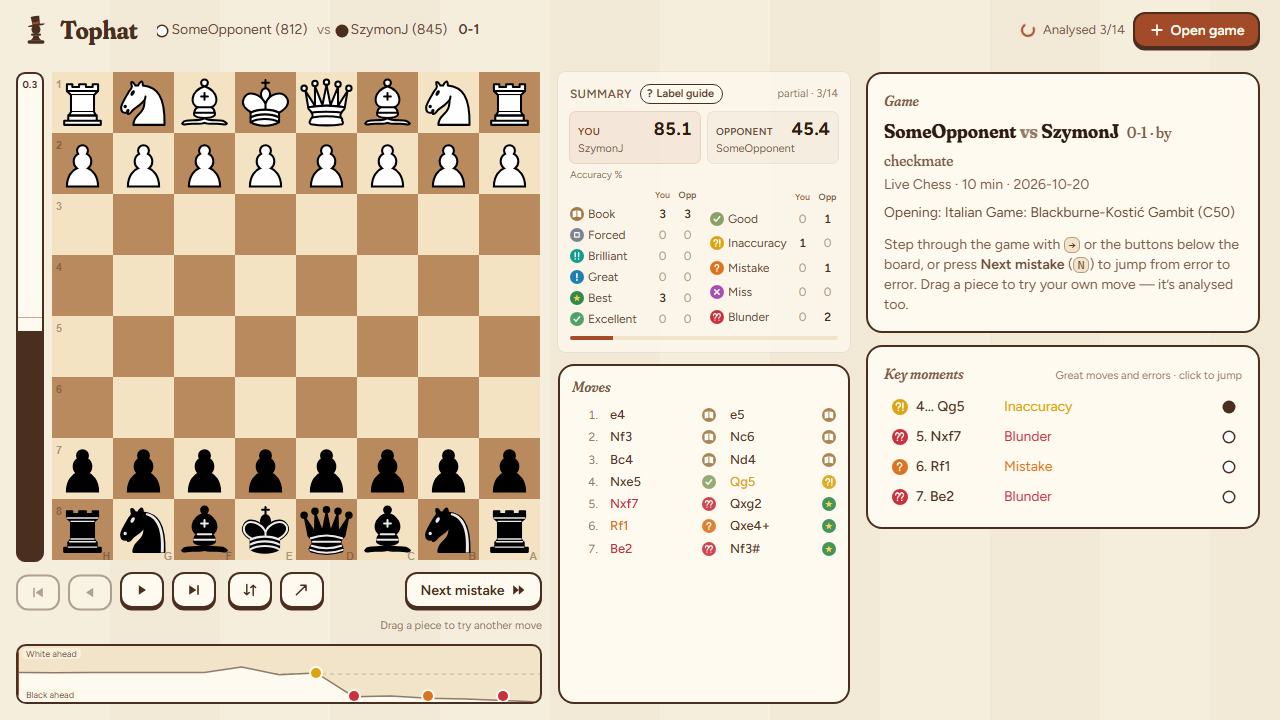 Tophat
SomeOpponent (812) vs SzymonJ (845) 0-1
Analysed 3/14
+ Open game
0.3
1
2
3
4
5
6
7
8
H G F E D C B A
Next mistake
Drag a piece to try another move
White ahead
Black ahead
SUMMARY ? Label guide partial · 3/14
YOU 85.1
SzymonJ
OPPONENT 45.4
SomeOpponent
Accuracy %
You Opp
Book 3 3
Forced 0 0
Brilliant 0 0
Great 0 0
Best 3 0
Excellent 0 0
You Opp
Good 0 1
Inaccuracy 1 0
Mistake 0 1
Miss 0 0
Blunder 0 2
Moves
1. e4 e5
2. Nf3 Nc6
3. Bc4 Nd4
4. Nxe5 Qg5
5. Nxf7 Qxg2
6. Rf1 Qxe4+
7. Be2 Nf3#
Game
SomeOpponent vs SzymonJ 0-1 · by
checkmate
Live Chess · 10 min · 2026-10-20
Opening: Italian Game: Blackburne-Kostić Gambit (C50)
Step through the game with → or the buttons below the
board, or press Next mistake (N) to jump from error to
error. Drag a piece to try your own move — it's analysed
too.
Key moments Great moves and errors · click to jump
4... Qg5 Inaccuracy
5. Nxf7 Blunder
6. Rf1 Mistake
7. Be2 Blunder